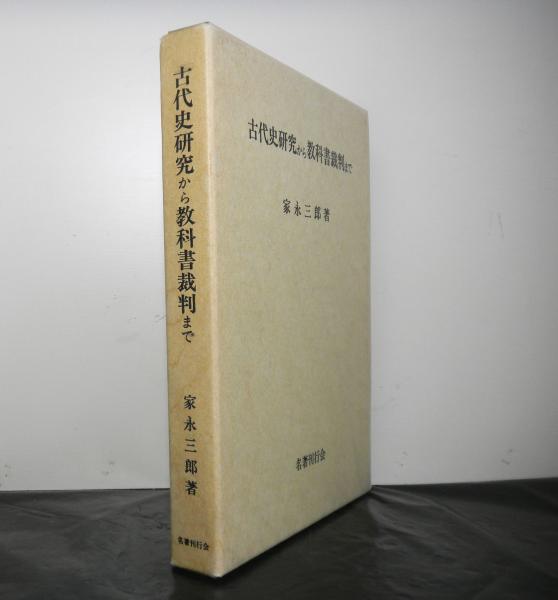 古代史研究から教科書裁判まで
家永三郎著
名著刊行会
古代史研究から教科書裁判まで
家永三郎著
名著刊行会